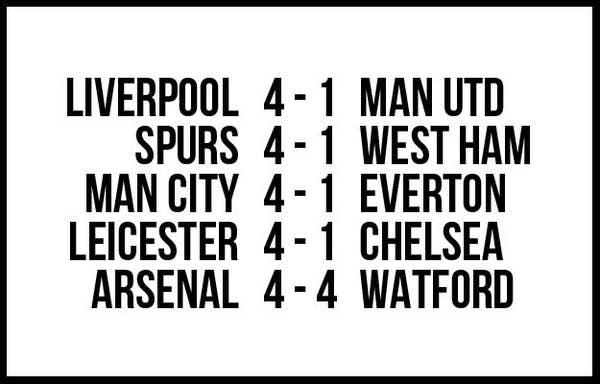 LIVERPOOL 4 - 1 MAN UTD
SPURS 4 - 1 WEST HAM
MAN CITY 4 - 1 EVERTON
LEICESTER 4 - 1 CHELSEA
ARSENAL 4 - 4 WATFORD